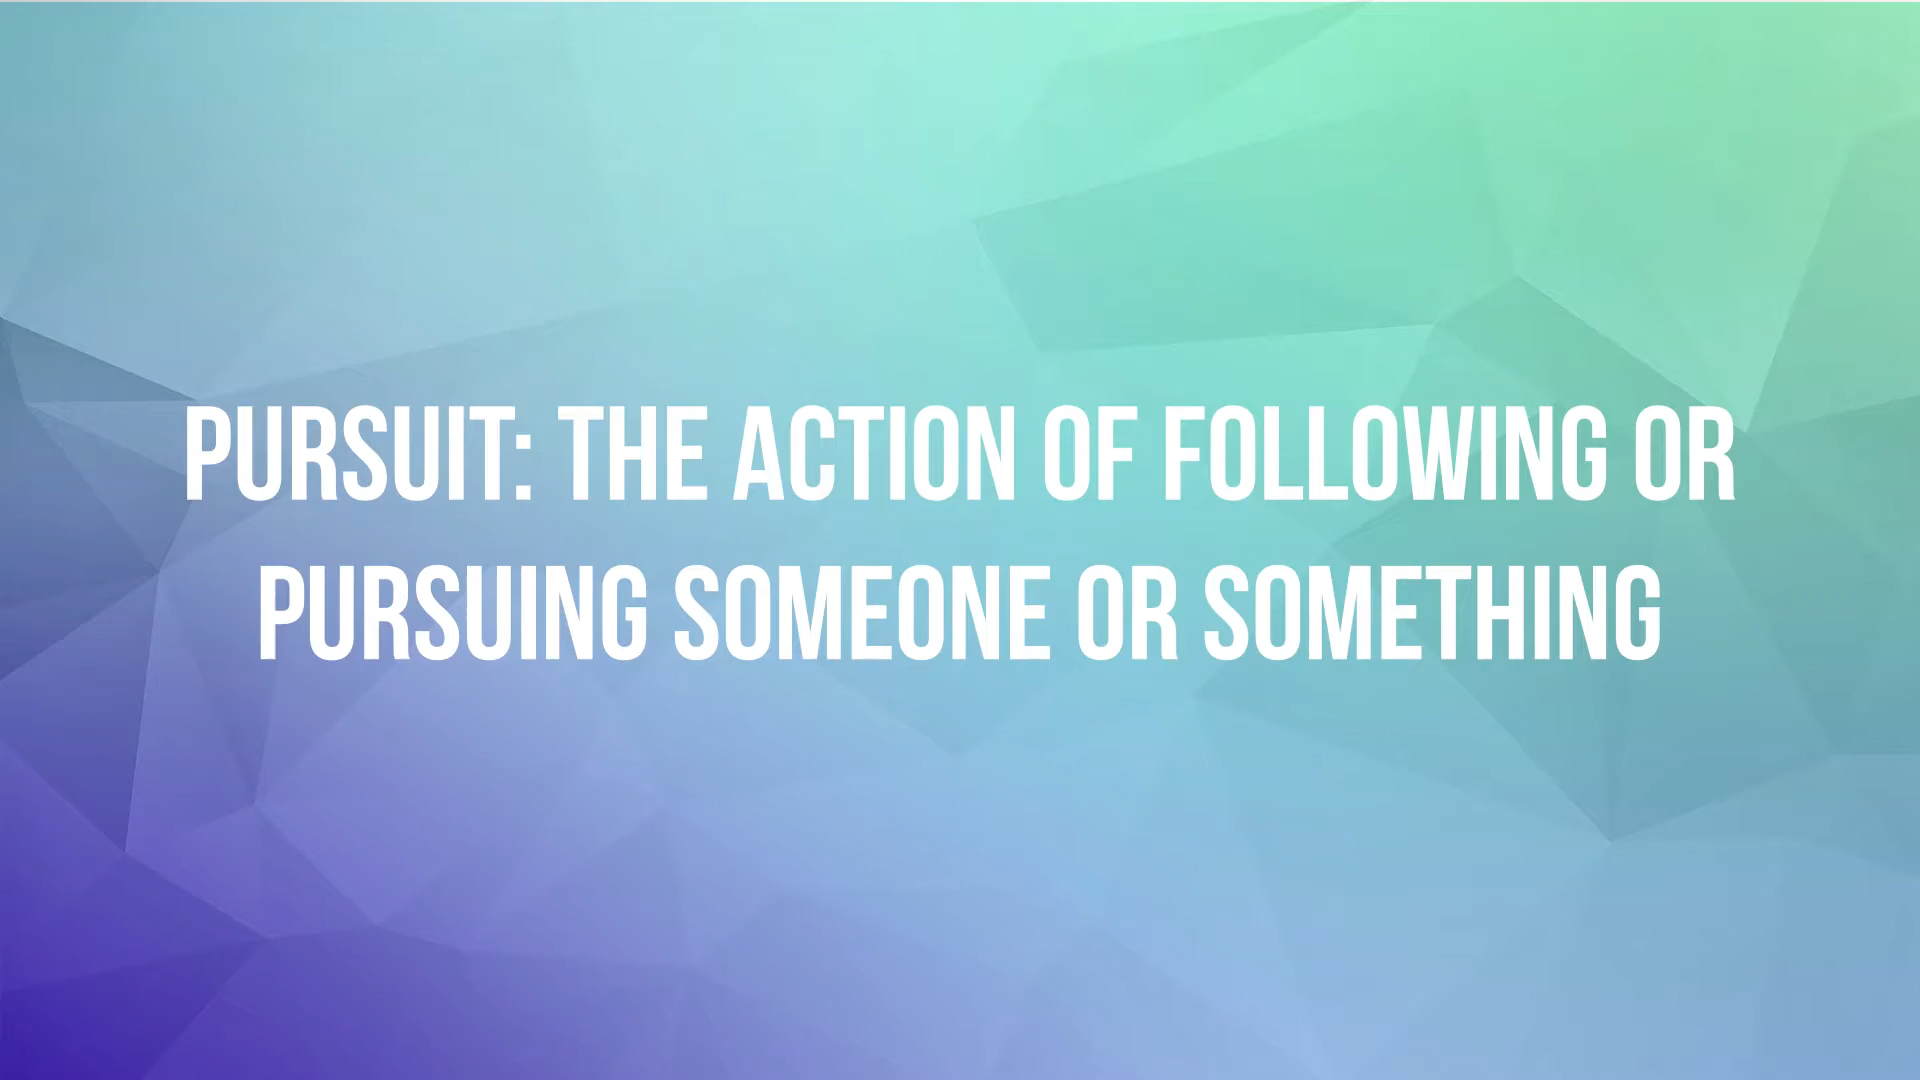 PURSUIT: THE ACTION OF FOLLOWING OR
PURSUING SOMEONE OR SOMETHING